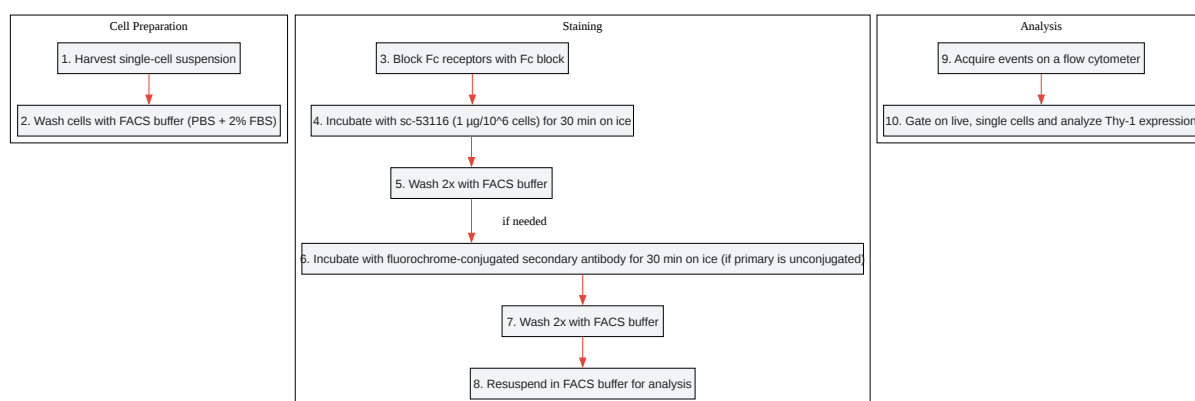 Cell Preparation
1. Harvest single-cell suspension
2. Wash cells with FACS buffer (PBS + 2% FBS)
Staining
3. Block Fc receptors with Fc block
4. Incubate with sc-53116 (1 µg/10^6 cells) for 30 min on ice
5. Wash 2x with FACS buffer
if needed
6. Incubate with fluorochrome-conjugated secondary antibody for 30 min on ice (if primary is unconjugated)
7. Wash 2x with FACS buffer
8. Resuspend in FACS buffer for analysis
Analysis
9. Acquire events on a flow cytometer
10. Gate on live, single cells and analyze Thy-1 expression